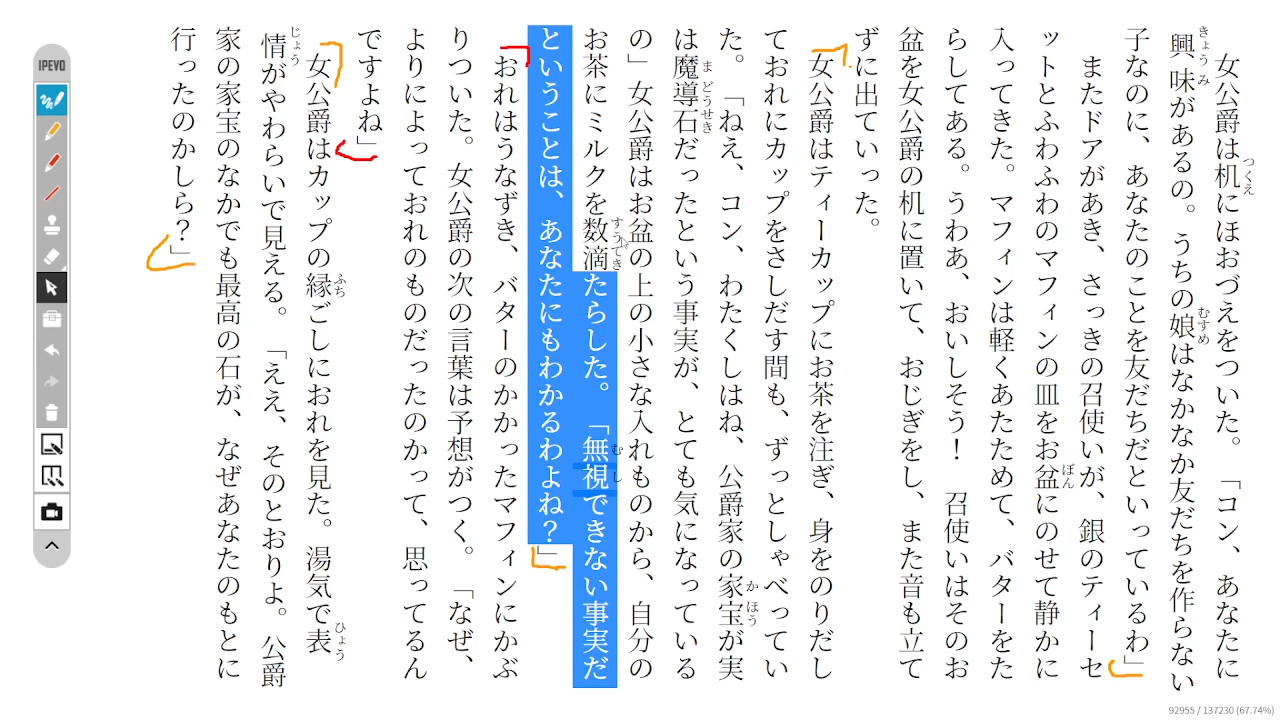 女公爵は机にほおづえをついた。「コン、あなたに
興味があるの。うちの娘はなかなか友だちを作らない
子なのに、あなたのことを友だちだといっているわ」
またドアがあき、さっきの召使いが、銀のティーセ
ットとふわふわのマフィンの皿をお盆にのせて静かに
入ってきた。マフィンは軽くあたためて、バターをた
らしてある。うわあ、おいしそう！　召使いはそのお
盆を女公爵の机に置いて、おじぎをし、また音も立て
ずに出ていった。
女公爵はティーカップにお茶を注ぎ、身をのりだし
ておれにカップをさしだす間も、ずっとしゃべってい
た。「ねえ、コン、わたくしはね、公爵家の家宝が実
は魔導石だったという事実が、とても気になっている
の」女公爵はお盆の上の小さな入れものから、自分の
お茶にミルクを数滴たらした。「無視できない事実だ
ということは、あなたにもわかるわよね？」
おれはうなずき、バターのかかったマフィンにかぶ
りついた。女公爵の次の言葉は予想がつく。「なぜ、
よりによっておれのものだったのかって、思ってるん
ですよね」
女公爵はカップの縁ごしにおれを見た。湯気で表
情がやわらいで見える。「ええ、そのとおりよ。公爵
家の家宝のなかでも最高の石が、なぜあなたのもとに
行ったのかしら？」
IPEVO
92955 / 137230 (67.74%)